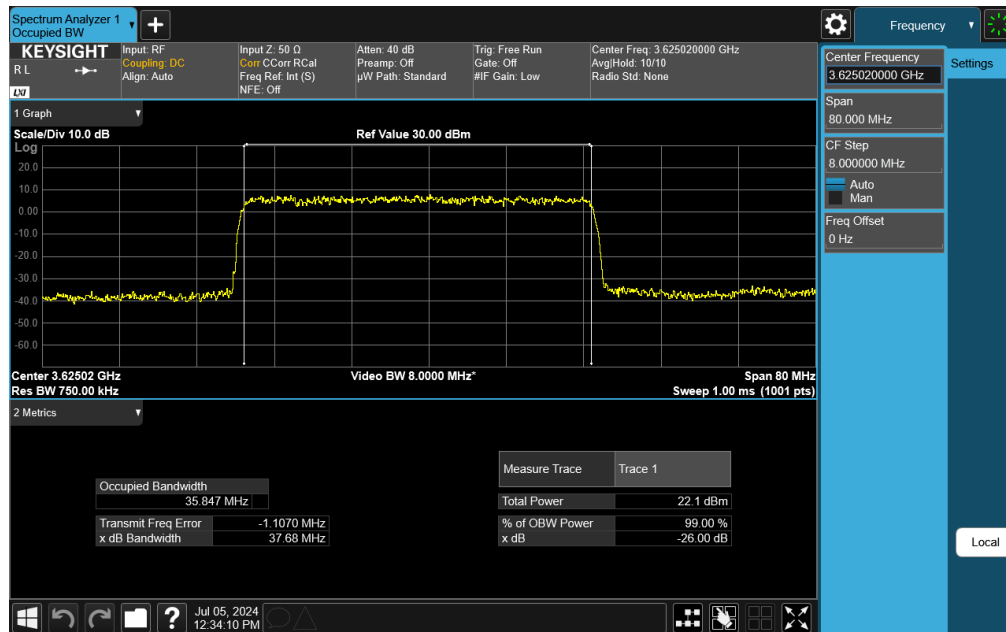 Spectrum Analyzer 1
Occupied BW
Frequency
KEYSIGHT
R L
LXI
Input: RF
Coupling: DC
Align: Auto
Input Z: 50 Ω
Corr CCorr RCal
Freq Ref: Int (S)
NFE: Off
Atten: 40 dB
Preamp: Off
µW Path: Standard
Trig: Free Run
Gate: Off
#IF Gain: Low
Center Freq: 3.625020000 GHz
Avg|Hold: 10/10
Radio Std: None
Center Frequency
3.625020000 GHz
Settings
Span
80.000 MHz
CF Step
8.000000 MHz
Auto
Man
Freq Offset
0 Hz
1 Graph
Scale/Div 10.0 dB
Ref Value 30.00 dBm
Log
20.0
10.0
0.00
-10.0
-20.0
-30.0
-40.0
-50.0
-60.0
Center 3.62502 GHz
Video BW 8.0000 MHz*
Span 80 MHz
Res BW 750.00 kHz
Sweep 1.00 ms (1001 pts)
2 Metrics
Measure Trace
Trace 1
Occupied Bandwidth
35.847 MHz
Total Power
22.1 dBm
Transmit Freq Error
-1.1070 MHz
% of OBW Power
99.00 %
x dB Bandwidth
37.68 MHz
x dB
-26.00 dB
Local
?
Jul 05, 2024
12:34:10 PM